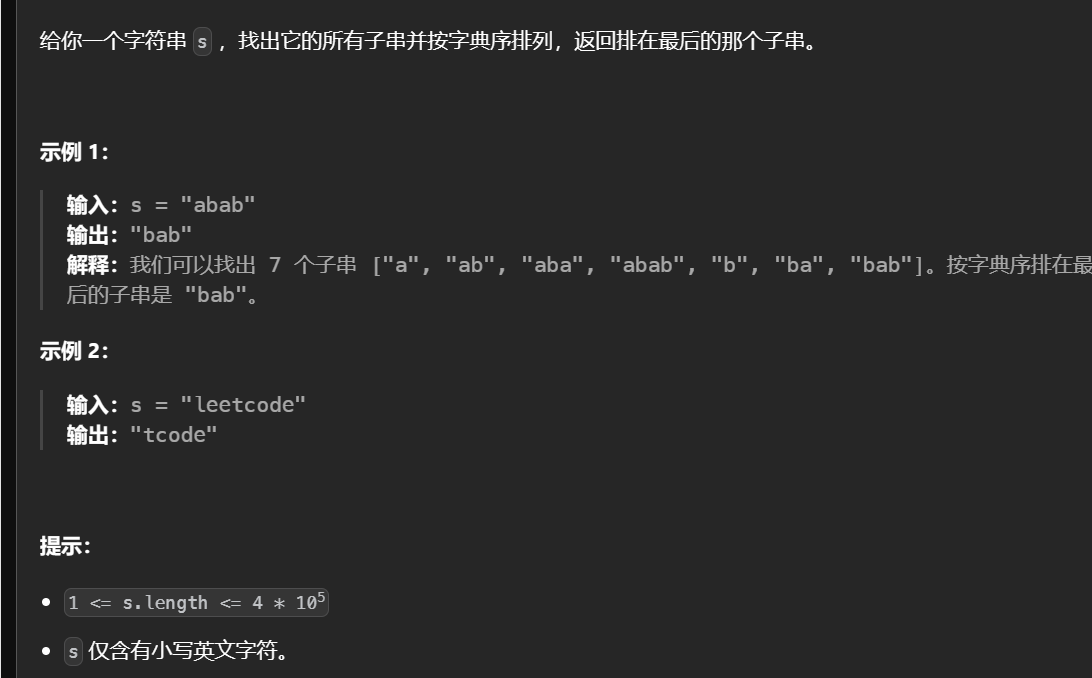 给你一个字符串 s ，找出它的所有子串并按字典序排列，返回排在最后的那个子串。
示例 1：
输入：s = "abab"
输出："bab"
解释：我们可以找出 7 个子串 ["a", "ab", "aba", "abab", "b", "ba", "bab"]。按字典序排在最
后的子串是 "bab"。
示例 2：
输入：s = "leetcode"
输出："tcode"
提示：
• 1 <= s.length <= 4 * 10⁵
• s 仅含有小写英文字符。